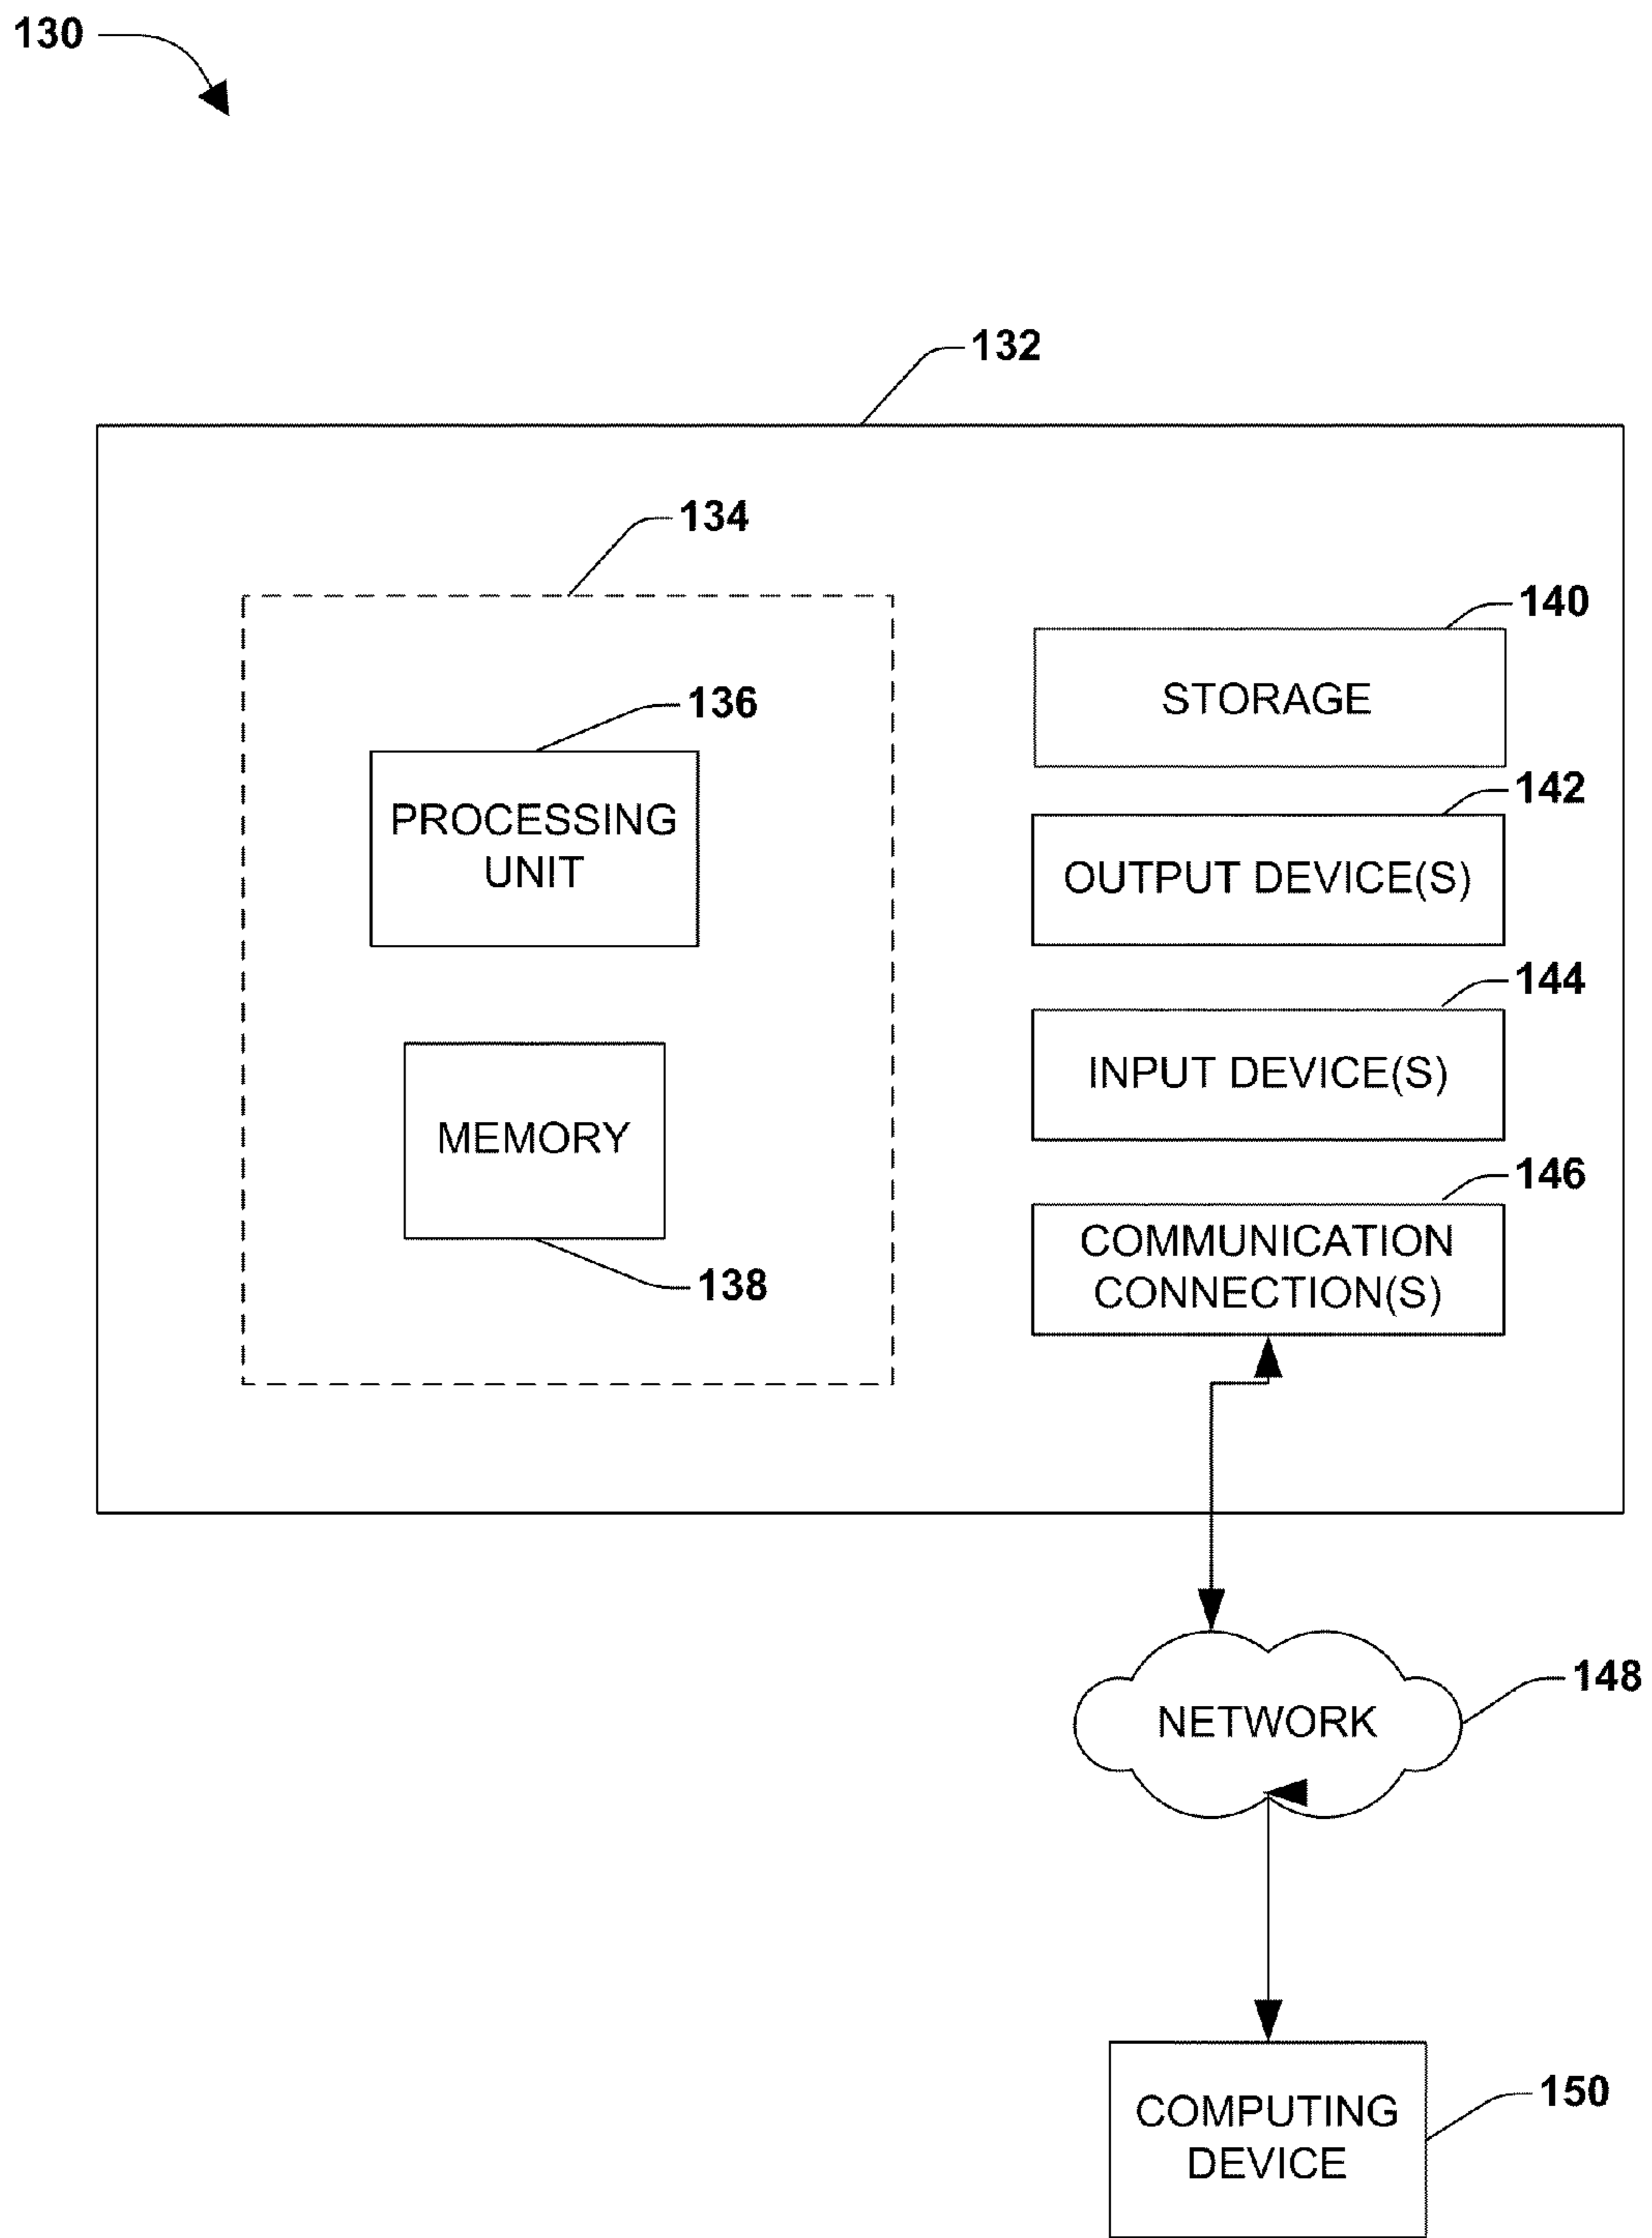 130
132
134
140
136
STORAGE
142
PROCESSING
UNIT
OUTPUT DEVICE(S)
144
INPUT DEVICE(S)
MEMORY
146
COMMUNICATION
CONNECTION(S)
138
148
NETWORK
150
COMPUTING
DEVICE